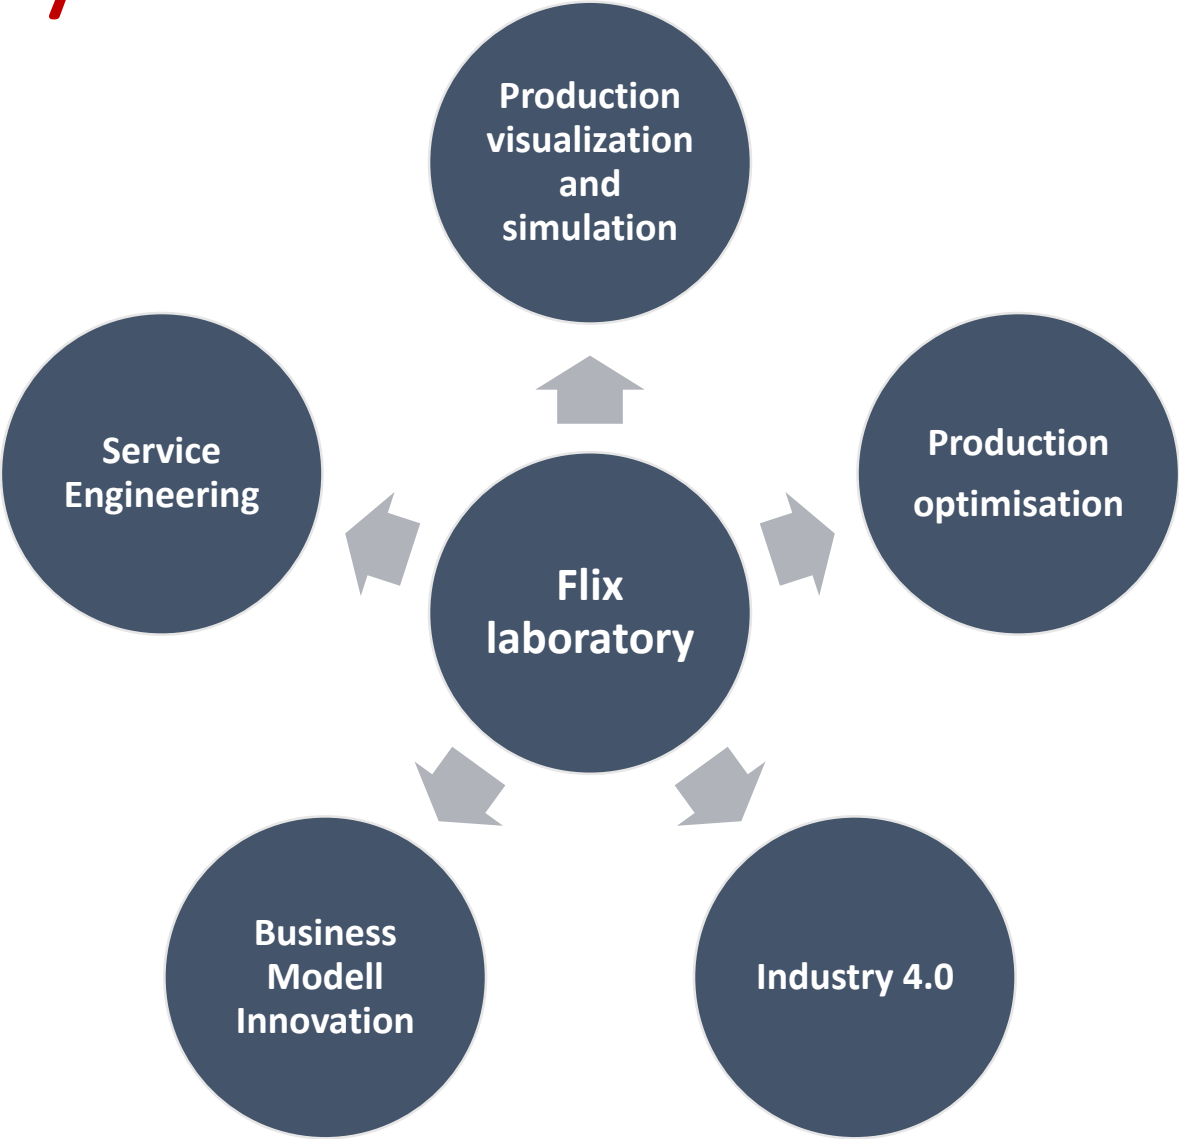 Production
visualization
and
simulation
Service
Engineering
Production
optimisation
Flix
laboratory
Business
Modell
Innovation
Industry 4.0